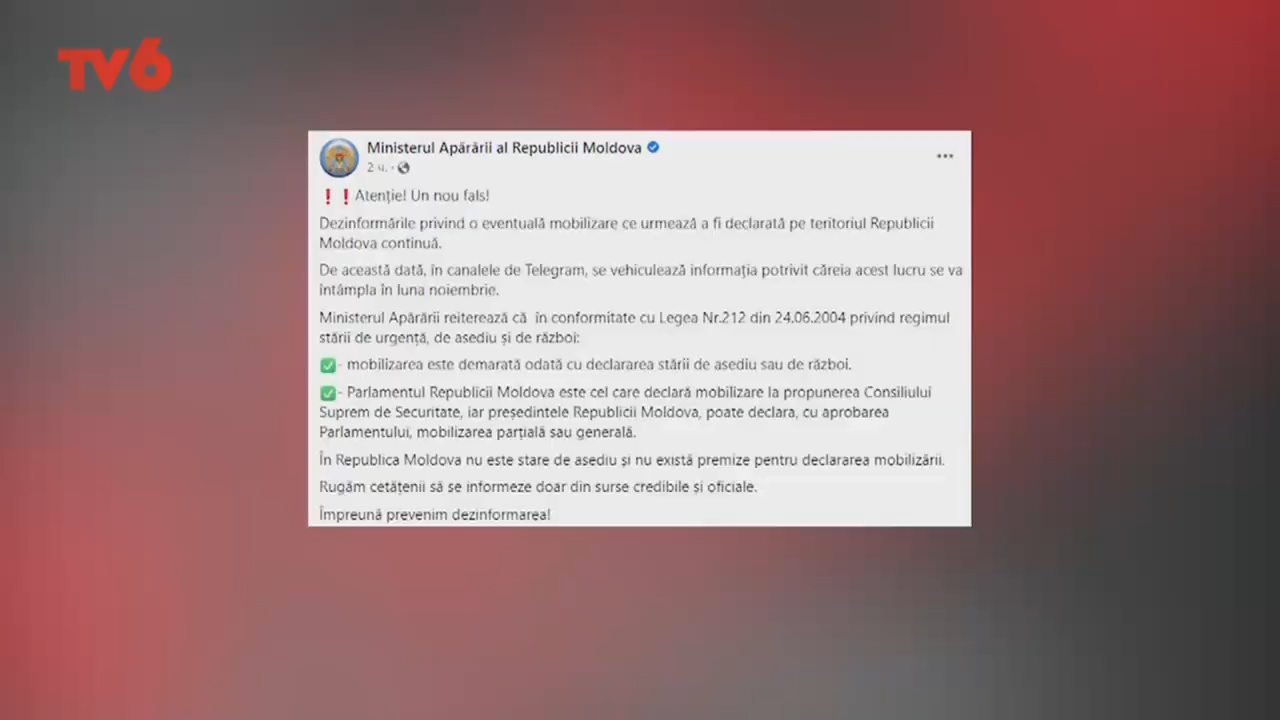 TV6
Ministerul Apărării al Republicii Moldova
2 ч. ·
❗❗Atenție! Un nou fals!
Dezinformările privind o eventuală mobilizare ce urmează a fi declarată pe teritoriul Republicii
Moldova continuă.
De această dată, în canalele de Telegram, se vehiculează informația potrivit căreia acest lucru se va
întâmpla în luna noiembrie.
Ministerul Apărării reiterează că în conformitate cu Legea Nr.212 din 24.06.2004 privind regimul
stării de urgență, de asediu și de război:
✅- mobilizarea este demarată odată cu declararea stării de asediu sau de război.
✅- Parlamentul Republicii Moldova este cel care declară mobilizare la propunerea Consiliului
Suprem de Securitate, iar președintele Republicii Moldova, poate declara, cu aprobarea
Parlamentului, mobilizarea parțială sau generală.
În Republica Moldova nu este stare de asediu și nu există premize pentru declararea mobilizării.
Rugăm cetățenii să se informeze doar din surse credibile și oficiale.
Împreună prevenim dezinformarea!